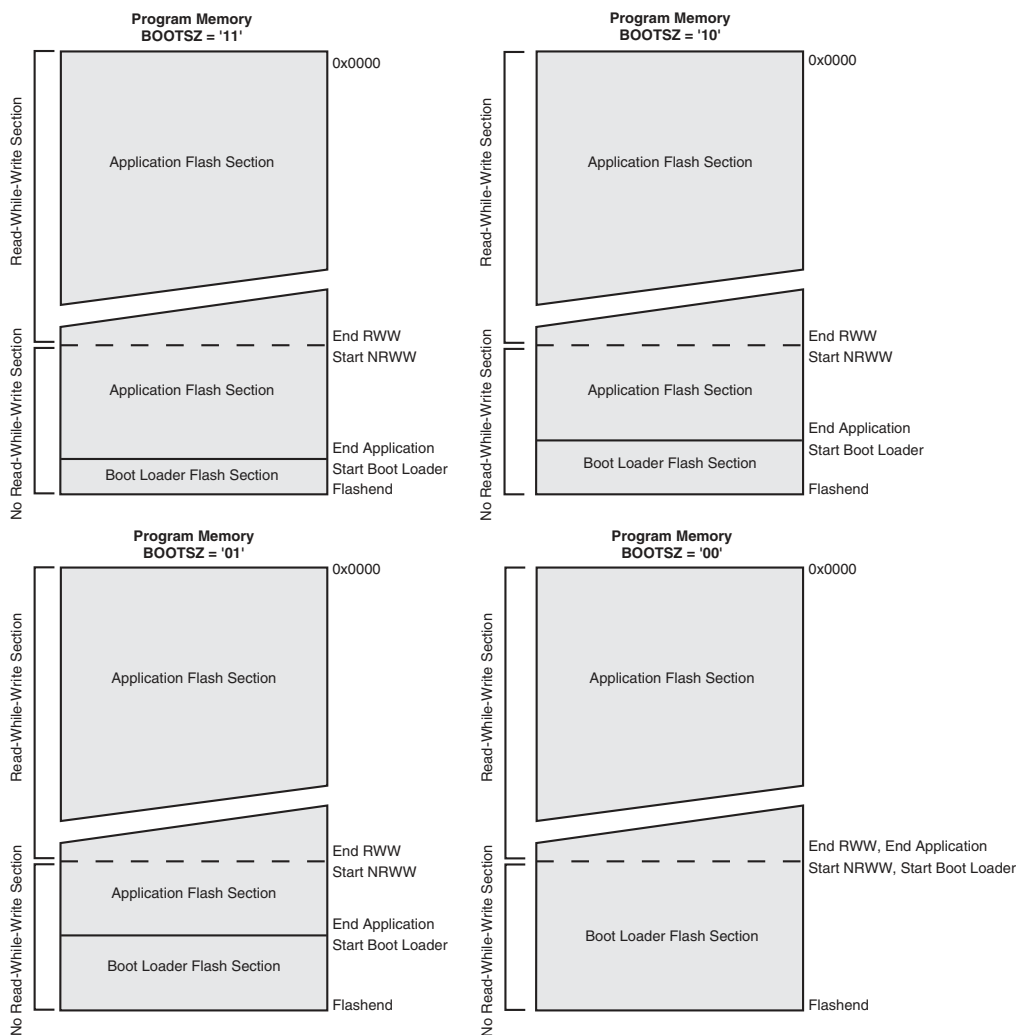 Program Memory
BOOTSZ = '11'
0x0000
Read-While-Write Section
Application Flash Section
End RWW
Start NRWW
No Read-While-Write Section
Application Flash Section
End Application
Start Boot Loader
Boot Loader Flash Section
Flashend
Program Memory
BOOTSZ = '10'
0x0000
Read-While-Write Section
Application Flash Section
End RWW
Start NRWW
No Read-While-Write Section
Application Flash Section
End Application
Start Boot Loader
Boot Loader Flash Section
Flashend
Program Memory
BOOTSZ = '01'
0x0000
Read-While-Write Section
Application Flash Section
End RWW
Start NRWW
No Read-While-Write Section
Application Flash Section
End Application
Start Boot Loader
Boot Loader Flash Section
Flashend
Program Memory
BOOTSZ = '00'
0x0000
Read-While-Write Section
Application Flash Section
End RWW, End Application
Start NRWW, Start Boot Loader
No Read-While-Write Section
Boot Loader Flash Section
Flashend